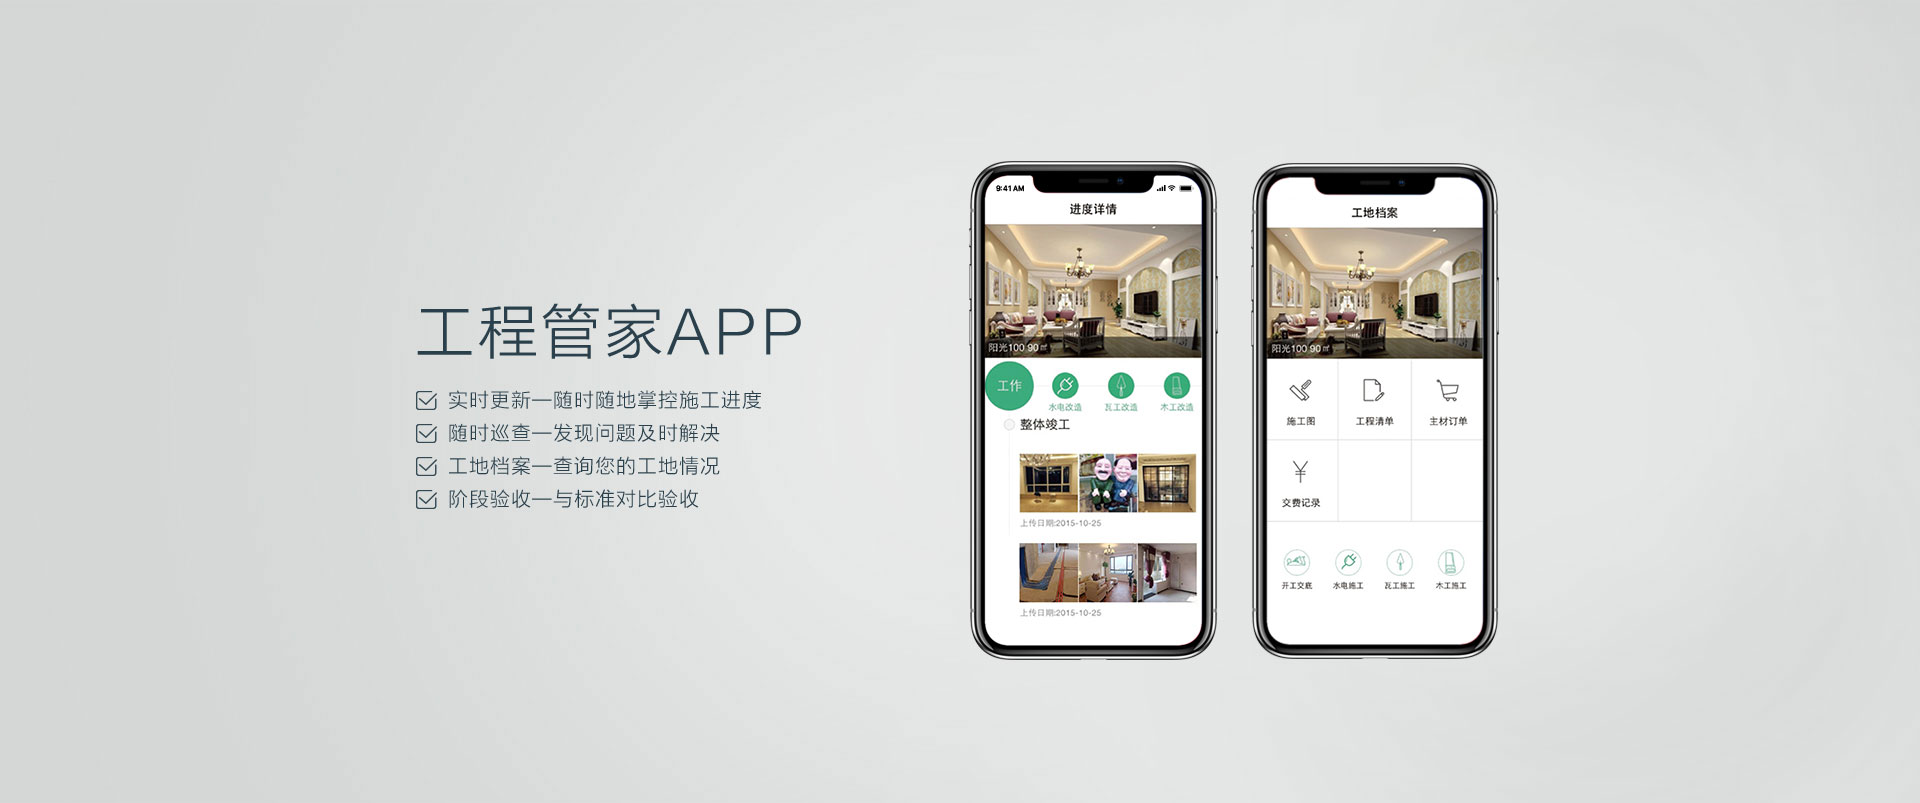 工程管家APP
实时更新—随时随地掌控施工进度
随时巡查—发现问题及时解决
工地档案—查询您的工地情况
阶段验收—与标准对比验收
9:41 AM
进度详情
阳光100 90㎡
工作
水电改造
瓦工改造
木工改造
整体竣工
上传日期:2015-10-25
上传日期:2015-10-25
工地档案
阳光100 90㎡
施工图
工程清单
主材订单
交费记录
开工交底
水电施工
瓦工施工
木工施工